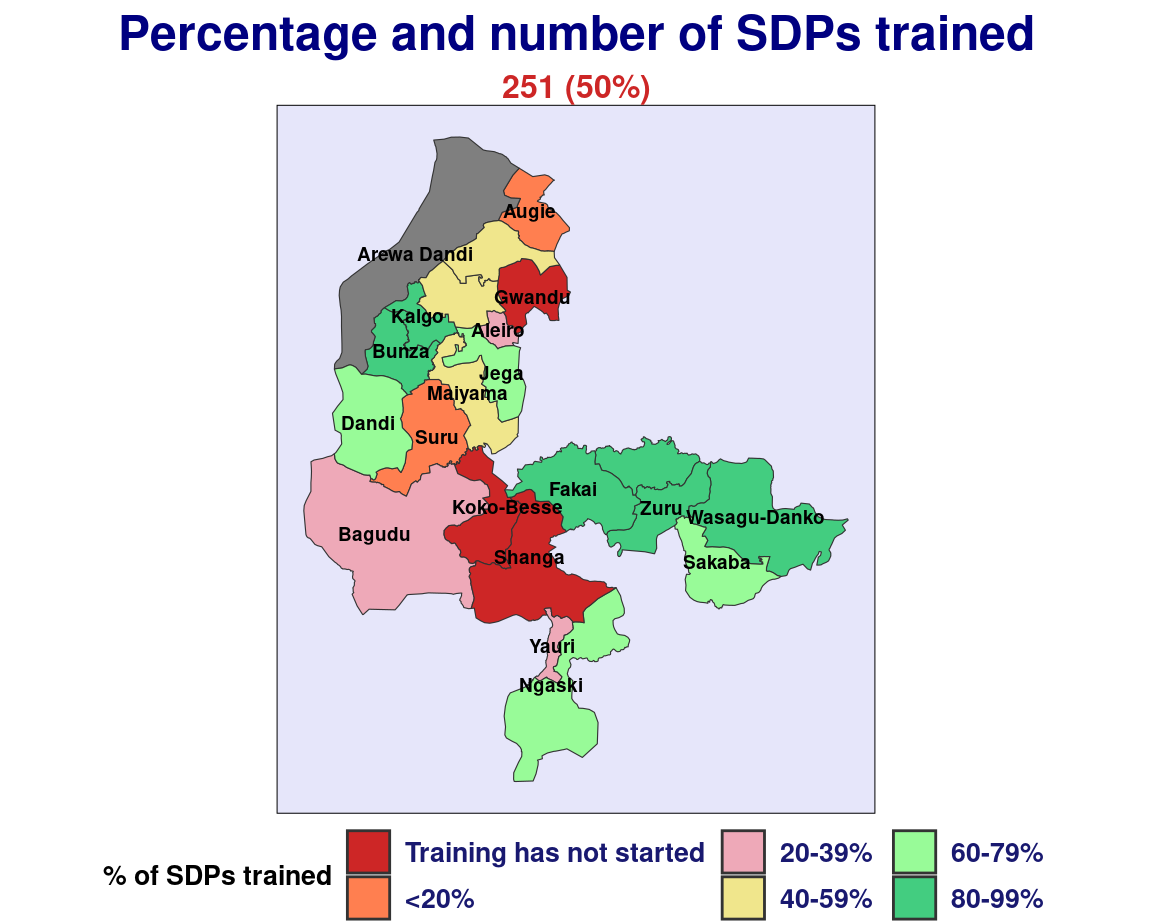 Percentage and number of SDPs trained
251 (50%)
Augie
Arewa Dandi
Gwandu
Kalgo
Aleiro
Bunza
Jega
Maiyama
Dandi
Suru
Fakai
Koko-Besse
Zuru
Wasagu-Danko
Bagudu
Shanga
Sakaba
Yauri
Ngaski
% of SDPs trained
Training has not started
<20%
20-39%
40-59%
60-79%
80-99%